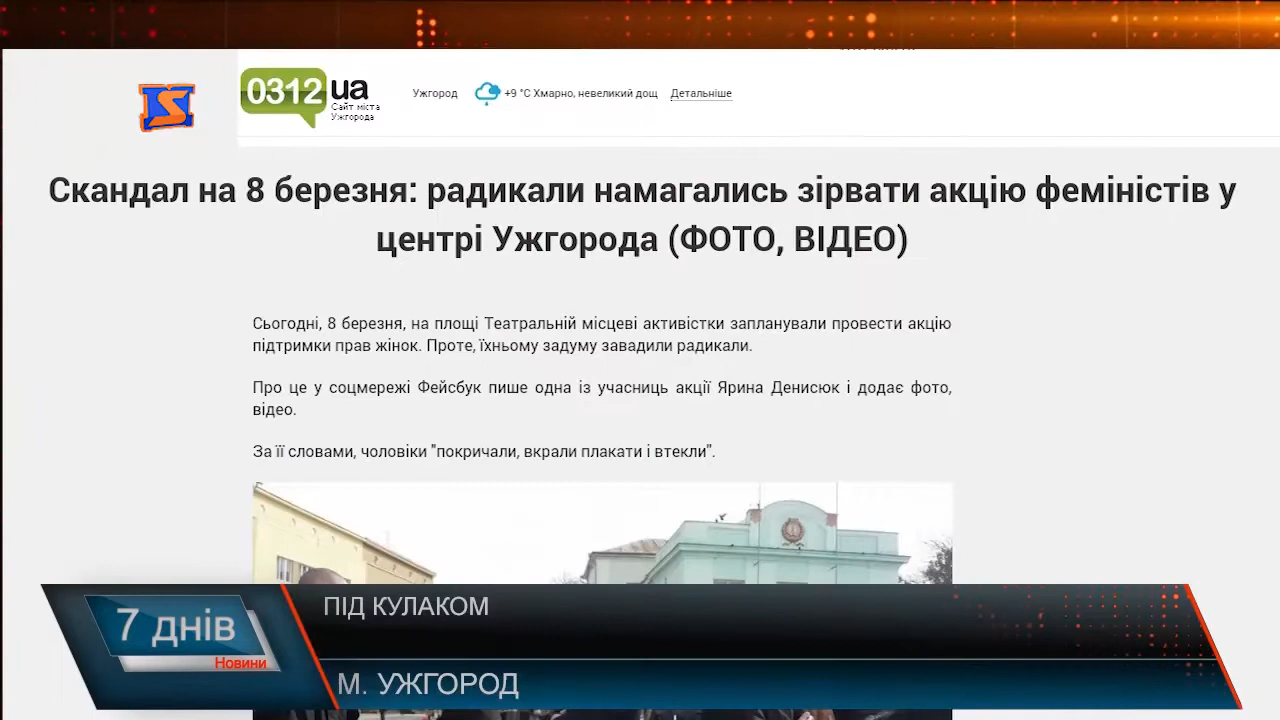 0312 ua
Сайт міста
Ужгорода
Ужгород
+9 °C Хмарно, невеликий дощ
Детальніше
Скандал на 8 березня: радикали намагались зірвати акцію феміністів у
центрі Ужгорода (ФОТО, ВІДЕО)
Сьогодні, 8 березня, на площі Театральній місцеві активістки запланували провести акцію
підтримки прав жінок. Проте, їхньому задуму завадили радикали.
Про це у соцмережі Фейсбук пише одна із учасниць акції Ярина Денисюк і додає фото,
відео.
За її словами, чоловіки "покричали, вкрали плакати і втекли".
7 днів
Новини
ПІД КУЛАКОМ
М. УЖГОРОД